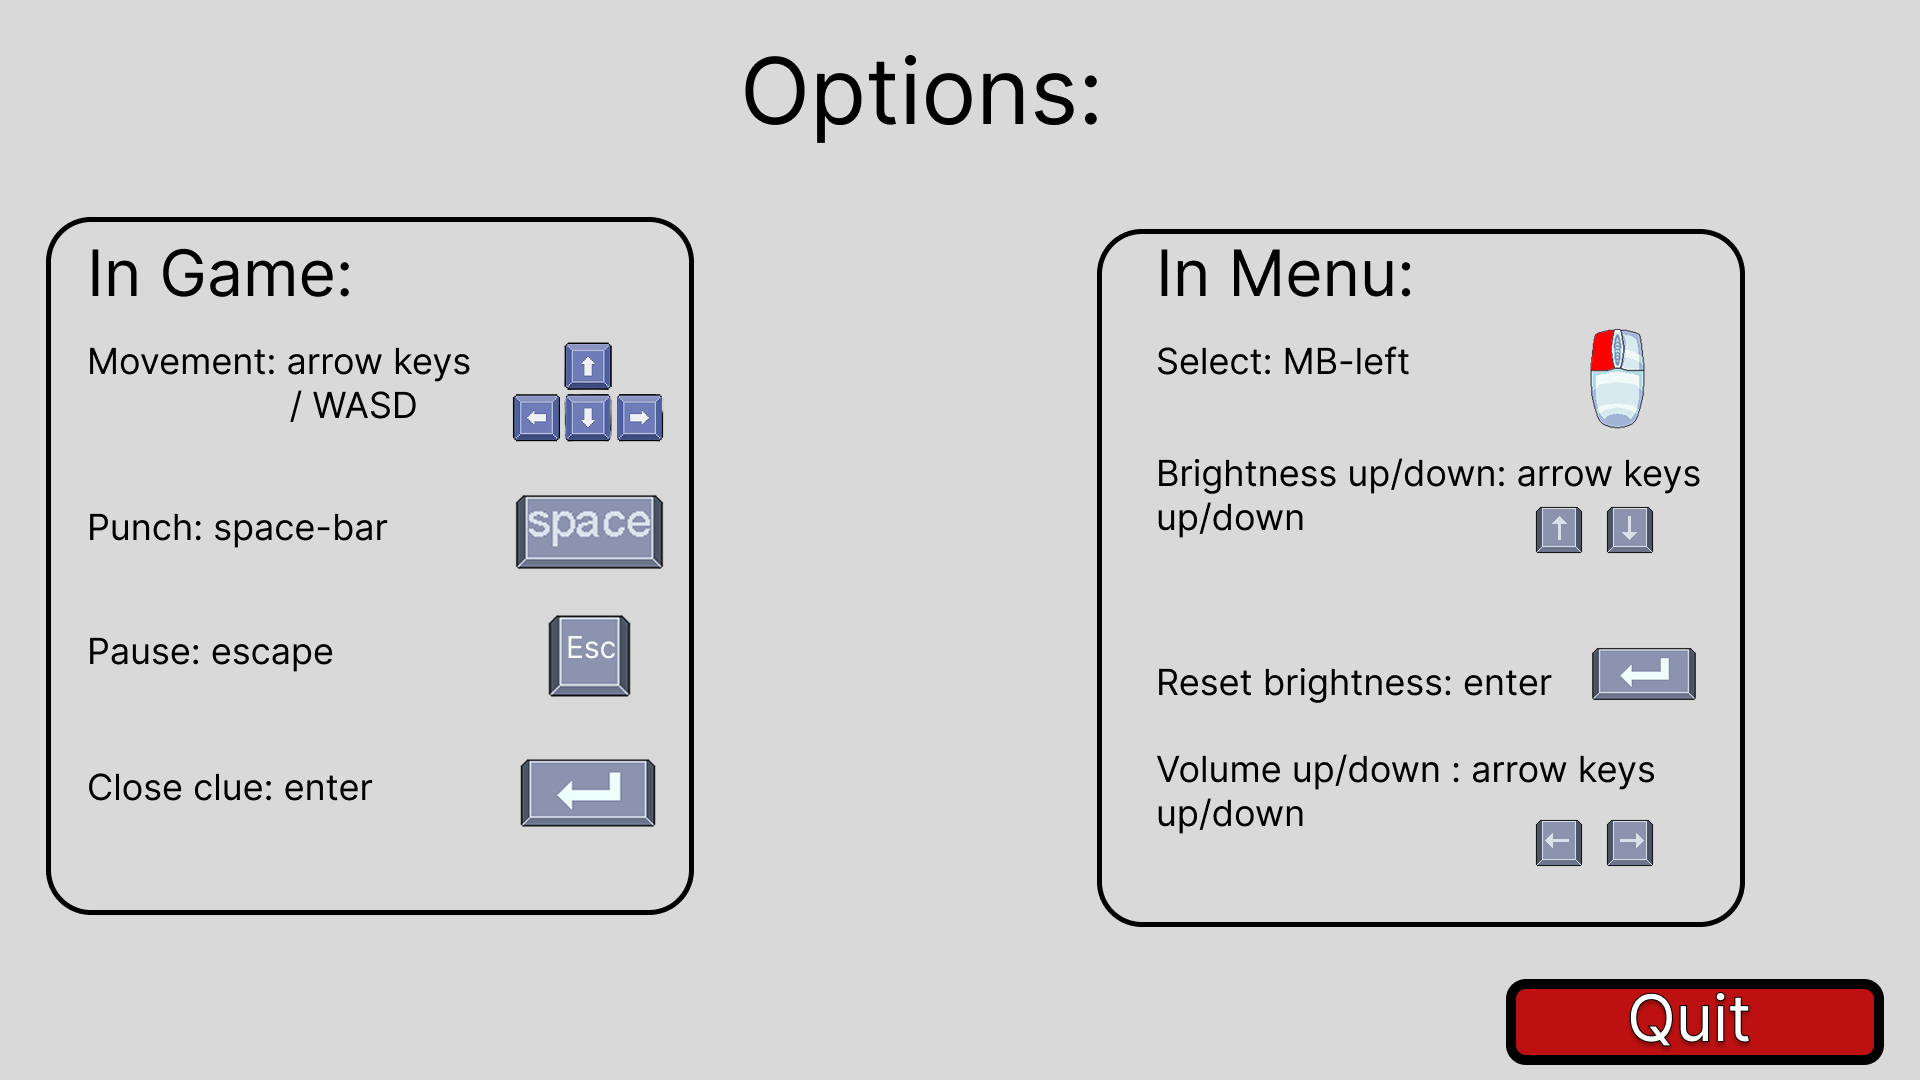 Options:
In Game:
Movement: arrow keys
/ WASD
Punch: space-bar
space
Pause: escape
Esc
Close clue: enter
In Menu:
Select: MB-left
Brightness up/down: arrow keys
up/down
Reset brightness: enter
Volume up/down : arrow keys
up/down
Quit